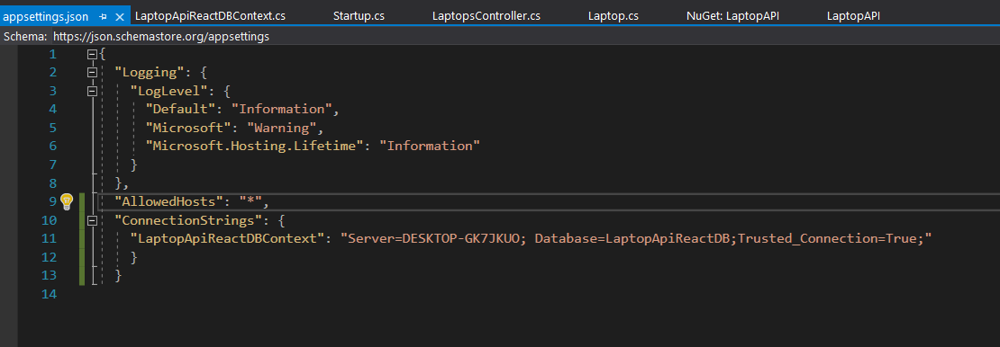 appsettings.json LaptopApiReactDBContext.cs Startup.cs LaptopsController.cs Laptop.cs NuGet: LaptopAPI LaptopAPI
Schema: https://json.schemastore.org/appsettings
1 {
2 "Logging": {
3 "LogLevel": {
4 "Default": "Information",
5 "Microsoft": "Warning",
6 "Microsoft.Hosting.Lifetime": "Information"
7 }
8 },
9 "AllowedHosts": "*",
10 "ConnectionStrings": {
11 "LaptopApiReactDBContext": "Server=DESKTOP-GK7JKUO; Database=LaptopApiReactDB;Trusted_Connection=True;"
12 }
13 }
14